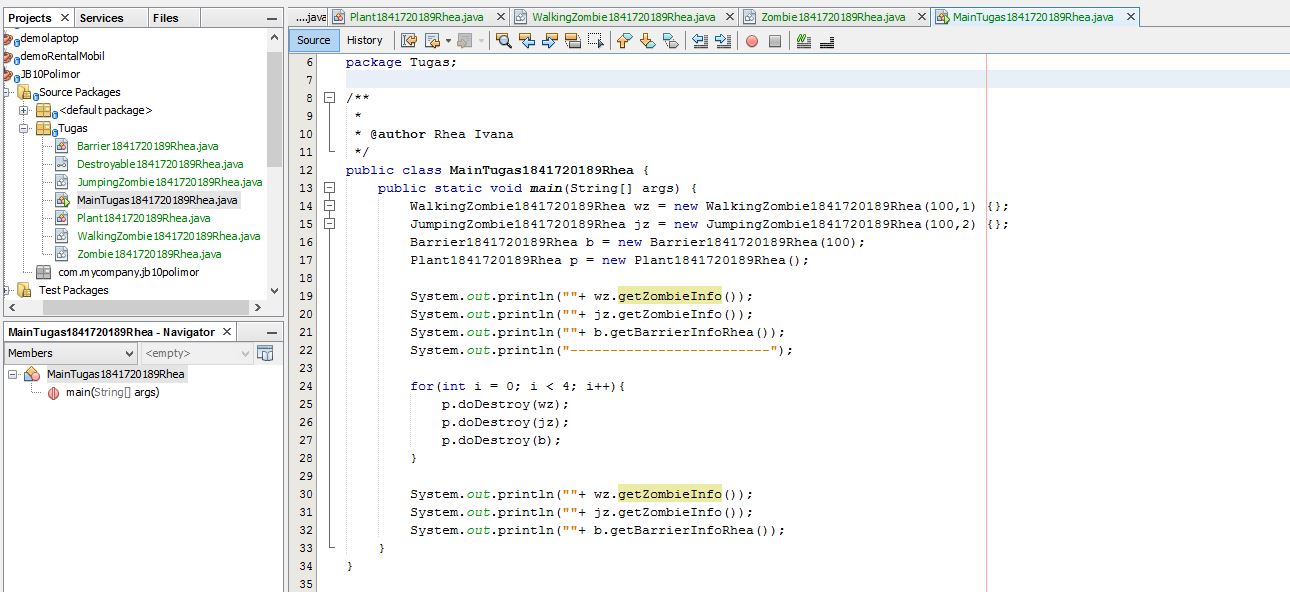 Projects
Services
Files
demolaptop
demoRentalMobil
JB10Polimor
Source Packages
<default package>
Tugas
Barrier1841720189Rhea.java
Destroyable1841720189Rhea.java
JumpingZombie1841720189Rhea.java
MainTugas1841720189Rhea.java
Plant1841720189Rhea.java
WalkingZombie1841720189Rhea.java
Zombie1841720189Rhea.java
com.mycompany.jb10polimor
Test Packages
MainTugas1841720189Rhea - Navigator
Members
<empty>
MainTugas1841720189Rhea
main(String[] args)
....java
Plant1841720189Rhea.java
WalkingZombie1841720189Rhea.java
Zombie1841720189Rhea.java
MainTugas1841720189Rhea.java
Source
History
6 package Tugas;
7
8 /**
9 *
10 * @author Rhea Ivana
11 */
12 public class MainTugas1841720189Rhea {
13 public static void main(String[] args) {
14 WalkingZombie1841720189Rhea wz = new WalkingZombie1841720189Rhea(100,1) {};
15 JumpingZombie1841720189Rhea jz = new JumpingZombie1841720189Rhea(100,2) {};
16 Barrier1841720189Rhea b = new Barrier1841720189Rhea(100);
17 Plant1841720189Rhea p = new Plant1841720189Rhea();
18
19 System.out.println(""+ wz.getZombieInfo());
20 System.out.println(""+ jz.getZombieInfo());
21 System.out.println(""+ b.getBarrierInfoRhea());
22 System.out.println("-------------------------");
23
24 for(int i = 0; i < 4; i++){
25 p.doDestroy(wz);
26 p.doDestroy(jz);
27 p.doDestroy(b);
28 }
29
30 System.out.println(""+ wz.getZombieInfo());
31 System.out.println(""+ jz.getZombieInfo());
32 System.out.println(""+ b.getBarrierInfoRhea());
33 }
34 }
35